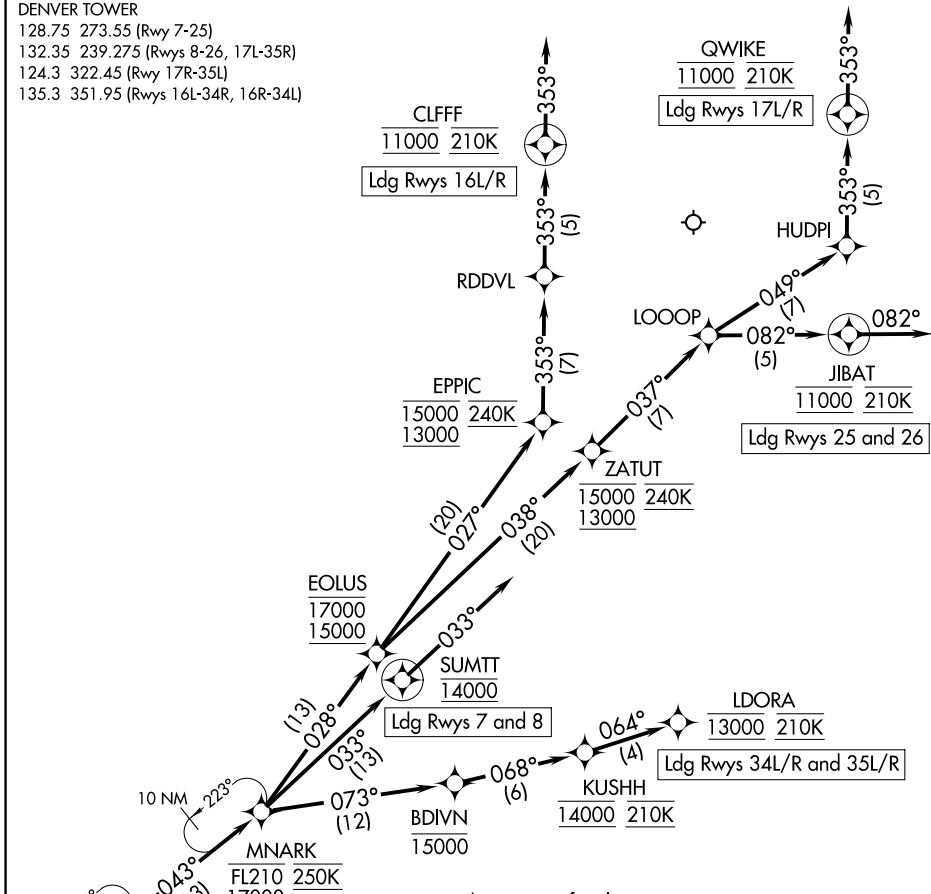 DENVER TOWER
128.75 273.55 (Rwy 7-25)
132.35 239.275 (Rwys 8-26, 17L-35R)
124.3 322.45 (Rwy 17R-35L)
135.3 351.95 (Rwys 16L-34R, 16R-34L)
QWIKE
11000 210K
Ldg Rwys 17L/R
353°
353°
(5)
CLFFF
11000 210K
Ldg Rwys 16L/R
353°
353°
(5)
HUDPI
RDDVL
049°
(7)
LOOOP
082°
(5)
082°
JIBAT
11000 210K
Ldg Rwys 25 and 26
353°
(7)
EPPIC
15000 240K
13000
037°
(7)
ZATUT
15000 240K
13000
(20)
027°
038°
(20)
EOLUS
17000
15000
033°
SUMTT
14000
Ldg Rwys 7 and 8
(13)
028°
033°
(13)
LDORA
13000 210K
Ldg Rwys 34L/R and 35L/R
064°
(4)
KUSHH
14000 210K
068°
(6)
BDIVN
15000
073°
(12)
10 NM
223°
MNARK
FL210 250K
17000
043°